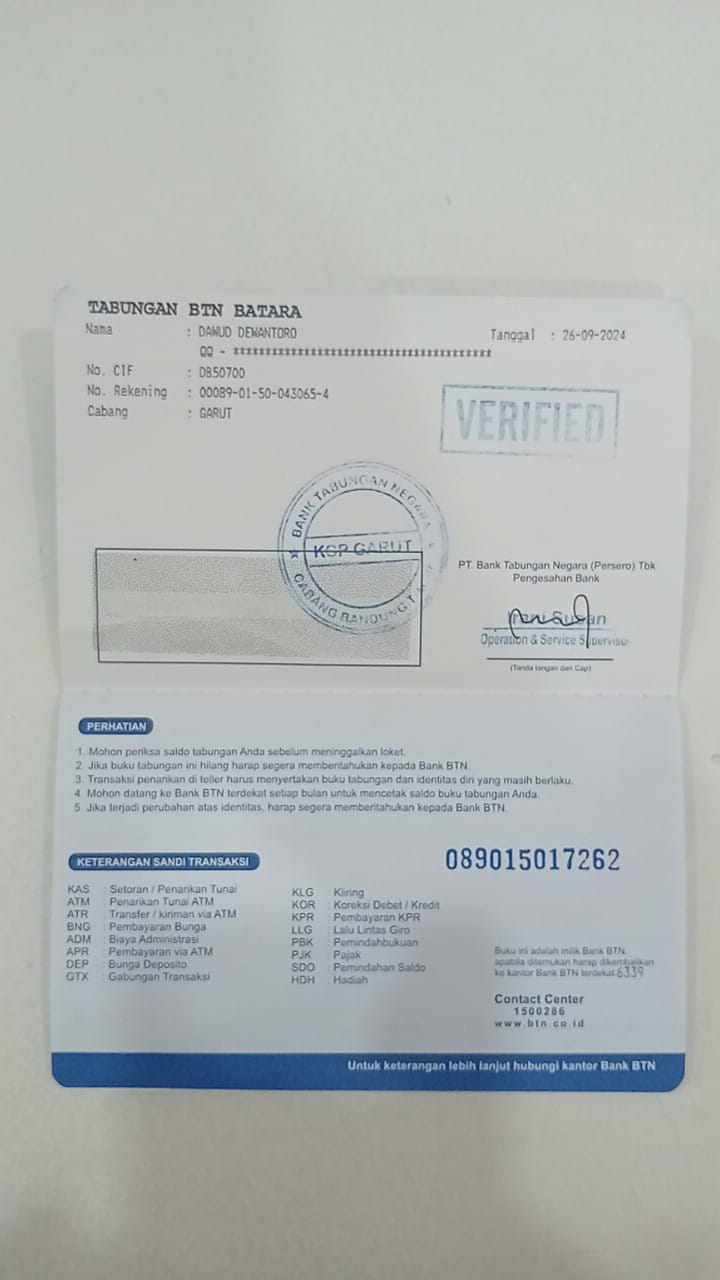 TABUNGAN BTN BATARA
Nama : DAWUD DEWANTORO
Tanggal : 26-09-2024
QQ - ****************************************
No. CIF : DB50700
No. Rekening : 00089-01-50-043065-4
Cabang : GARUT
VERIFIED
BANK TABUNGAN NEGARA
KCP GARUT
CABANG BANDUNG
PT. Bank Tabungan Negara (Persero) Tbk
Pengesahan Bank
Operation & Service Supervisor
(Tanda tangan dan Cap)
PERHATIAN
1. Mohon periksa saldo tabungan Anda sebelum meninggalkan loket.
2. Jika buku tabungan ini hilang harap segera memberitahukan kepada Bank BTN.
3. Transaksi penarikan di teller harus menyertakan buku tabungan dan identitas diri yang masih berlaku.
4. Mohon datang ke Bank BTN terdekat setiap bulan untuk mencetak saldo buku tabungan Anda.
5. Jika terjadi perubahan atas identitas, harap segera memberitahukan kepada Bank BTN.
089015017262
KETERANGAN SANDI TRANSAKSI
KAS : Setoran / Penarikan Tunai
ATM : Penarikan Tunai ATM
ATR : Transfer / kiriman via ATM
BNG : Pembayaran Bunga
ADM : Biaya Administrasi
APR : Pembayaran via ATM
DEP : Bunga Deposito
GTX : Gabungan Transaksi
KLG : Kliring
KOR : Koreksi Debet / Kredit
KPR : Pembayaran KPR
LLG : Lalu Lintas Giro
PBK : Pemindahbukuan
PJK : Pajak
SDO : Pemindahan Saldo
HDH : Hadiah
Buku ini adalah milik Bank BTN.
apabila ditemukan harap dikembalikan
ke kantor Bank BTN terdekat.6339
Contact Center
1500286
www.btn.co.id
Untuk keterangan lebih lanjut hubungi kantor Bank BTN